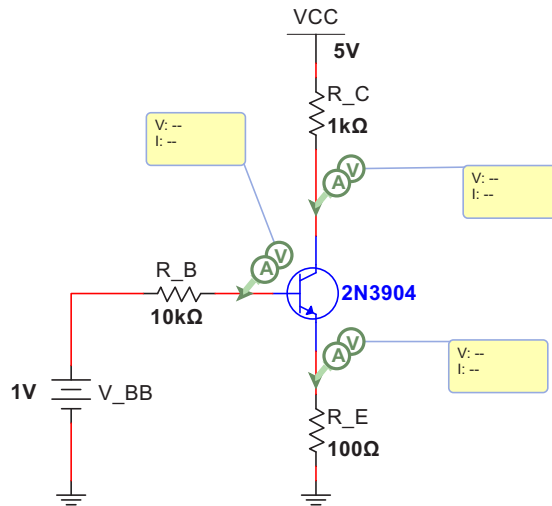 VCC
5V
R_C
1kΩ
V: --
I: --
V
A
V: --
I: --
V
A
R_B
10kΩ
2N3904
V
A
V: --
I: --
1V
V_BB
R_E
100Ω